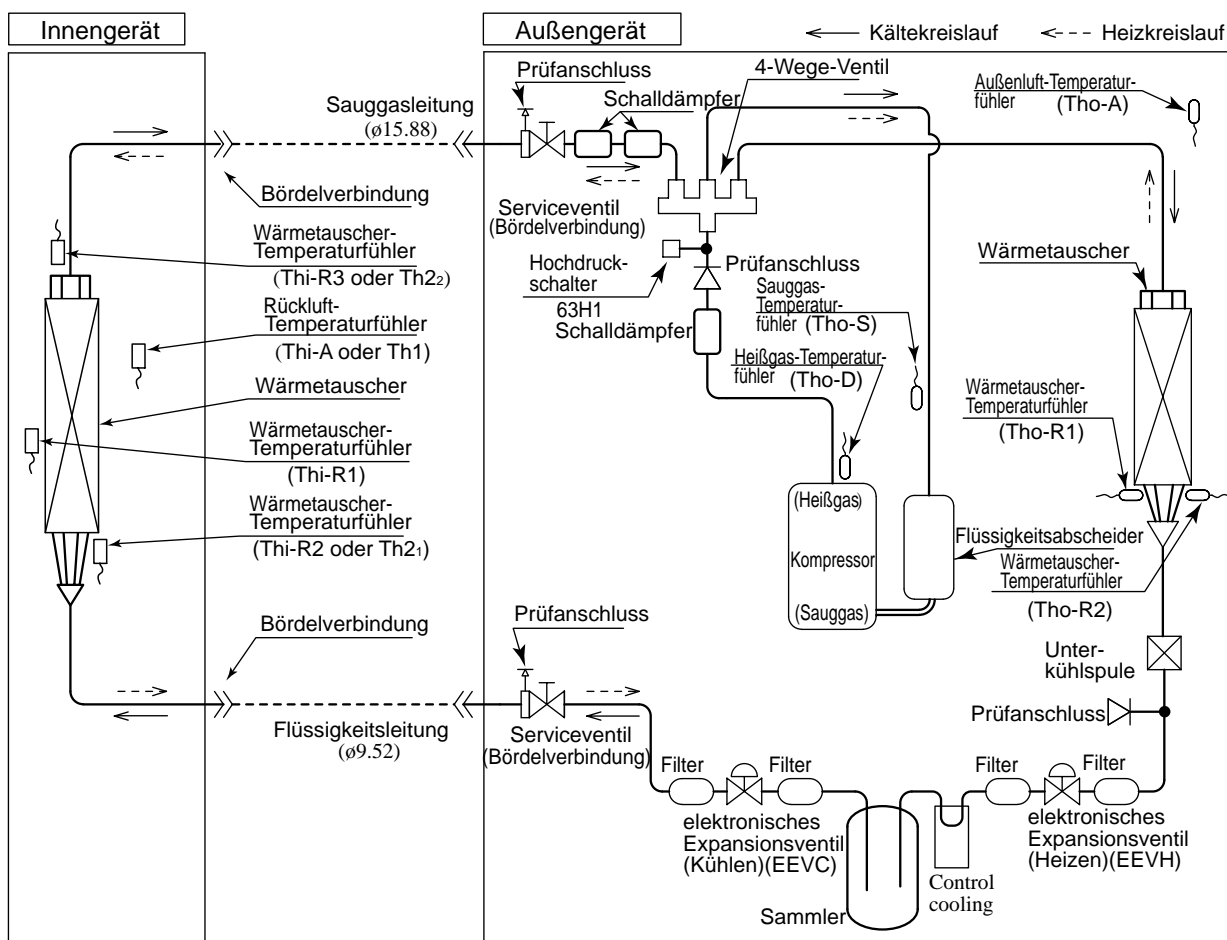 Innengerät
Außengerät
Kältekreislauf
Heizkreislauf
Prüfanschluss
4-Wege-Ventil
Schalldämpfer
Außenluft-Temperatur-
fühler (Tho-A)
Sauggasleitung
(ø15.88)
Bördelverbindung
Serviceventil
(Bördelverbindung)
Wärmetauscher-
Temperaturfühler
(Thi-R3 oder Th2₂)
Hochdruck-
schalter
63H1
Prüfanschluss
Schalldämpfer
Sauggas-
Temperatur-
fühler (Tho-S)
Wärmetauscher
Rückluft-
Temperaturfühler
(Thi-A oder Th1)
Heißgas-Temperatur-
fühler (Tho-D)
Wärmetauscher
Wärmetauscher-
Temperaturfühler
(Tho-R1)
Wärmetauscher-
Temperaturfühler
(Thi-R1)
Wärmetauscher-
Temperaturfühler
(Thi-R2 oder Th2₁)
(Heißgas)
Kompressor
(Sauggas)
Flüssigkeitsabscheider
Wärmetauscher-
Temperaturfühler
(Tho-R2)
Bördelverbindung
Prüfanschluss
Unter-
kühlspule
Flüssigkeitsleitung
(ø9.52)
Serviceventil
(Bördelverbindung)
Prüfanschluss
Filter
Filter
Filter
Filter
elektronisches
Expansionsventil
(Kühlen)(EEVC)
elektronisches
Expansionsventil
(Heizen)(EEVH)
Sammler
Control
cooling